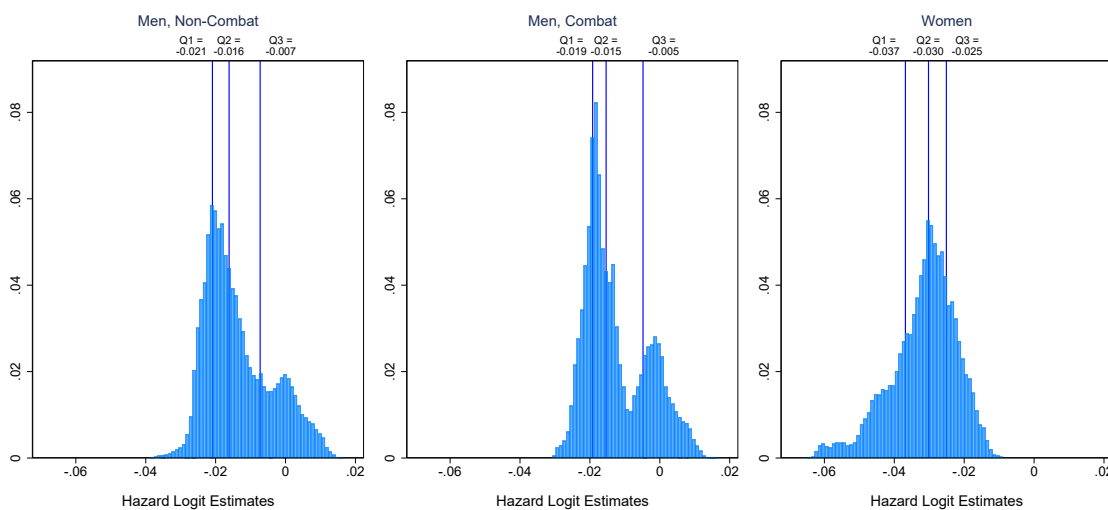 Men, Non-Combat
Q1 = Q2 = Q3 =
-0.021 -0.016 -0.007
.08
.06
.04
.02
0
-.06 -.04 -.02 0 .02
Hazard Logit Estimates
Men, Combat
Q1 = Q2 = Q3 =
-0.019 -0.015 -0.005
.08
.06
.04
.02
0
-.06 -.04 -.02 0 .02
Hazard Logit Estimates
Women
Q1 = Q2 = Q3 =
-0.037 -0.030 -0.025
.08
.06
.04
.02
0
-.06 -.04 -.02 0 .02
Hazard Logit Estimates